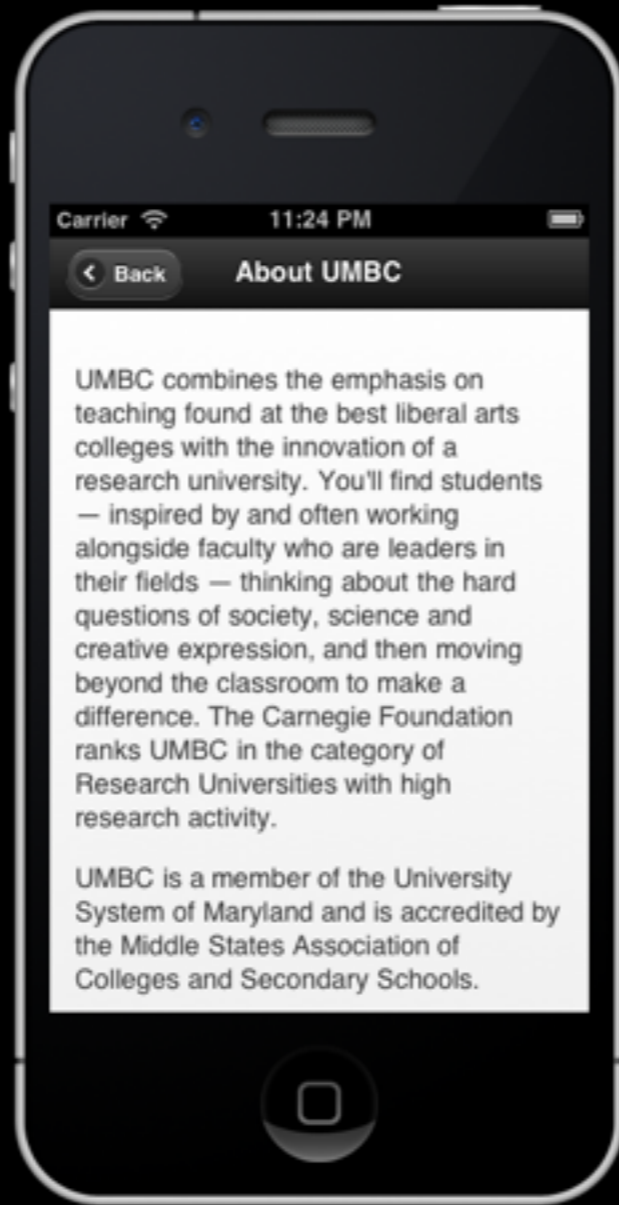 Carrier 11:24 PM
Back About UMBC
UMBC combines the emphasis on
teaching found at the best liberal arts
colleges with the innovation of a
research university. You'll find students
— inspired by and often working
alongside faculty who are leaders in
their fields — thinking about the hard
questions of society, science and
creative expression, and then moving
beyond the classroom to make a
difference. The Carnegie Foundation
ranks UMBC in the category of
Research Universities with high
research activity.
UMBC is a member of the University
System of Maryland and is accredited by
the Middle States Association of
Colleges and Secondary Schools.